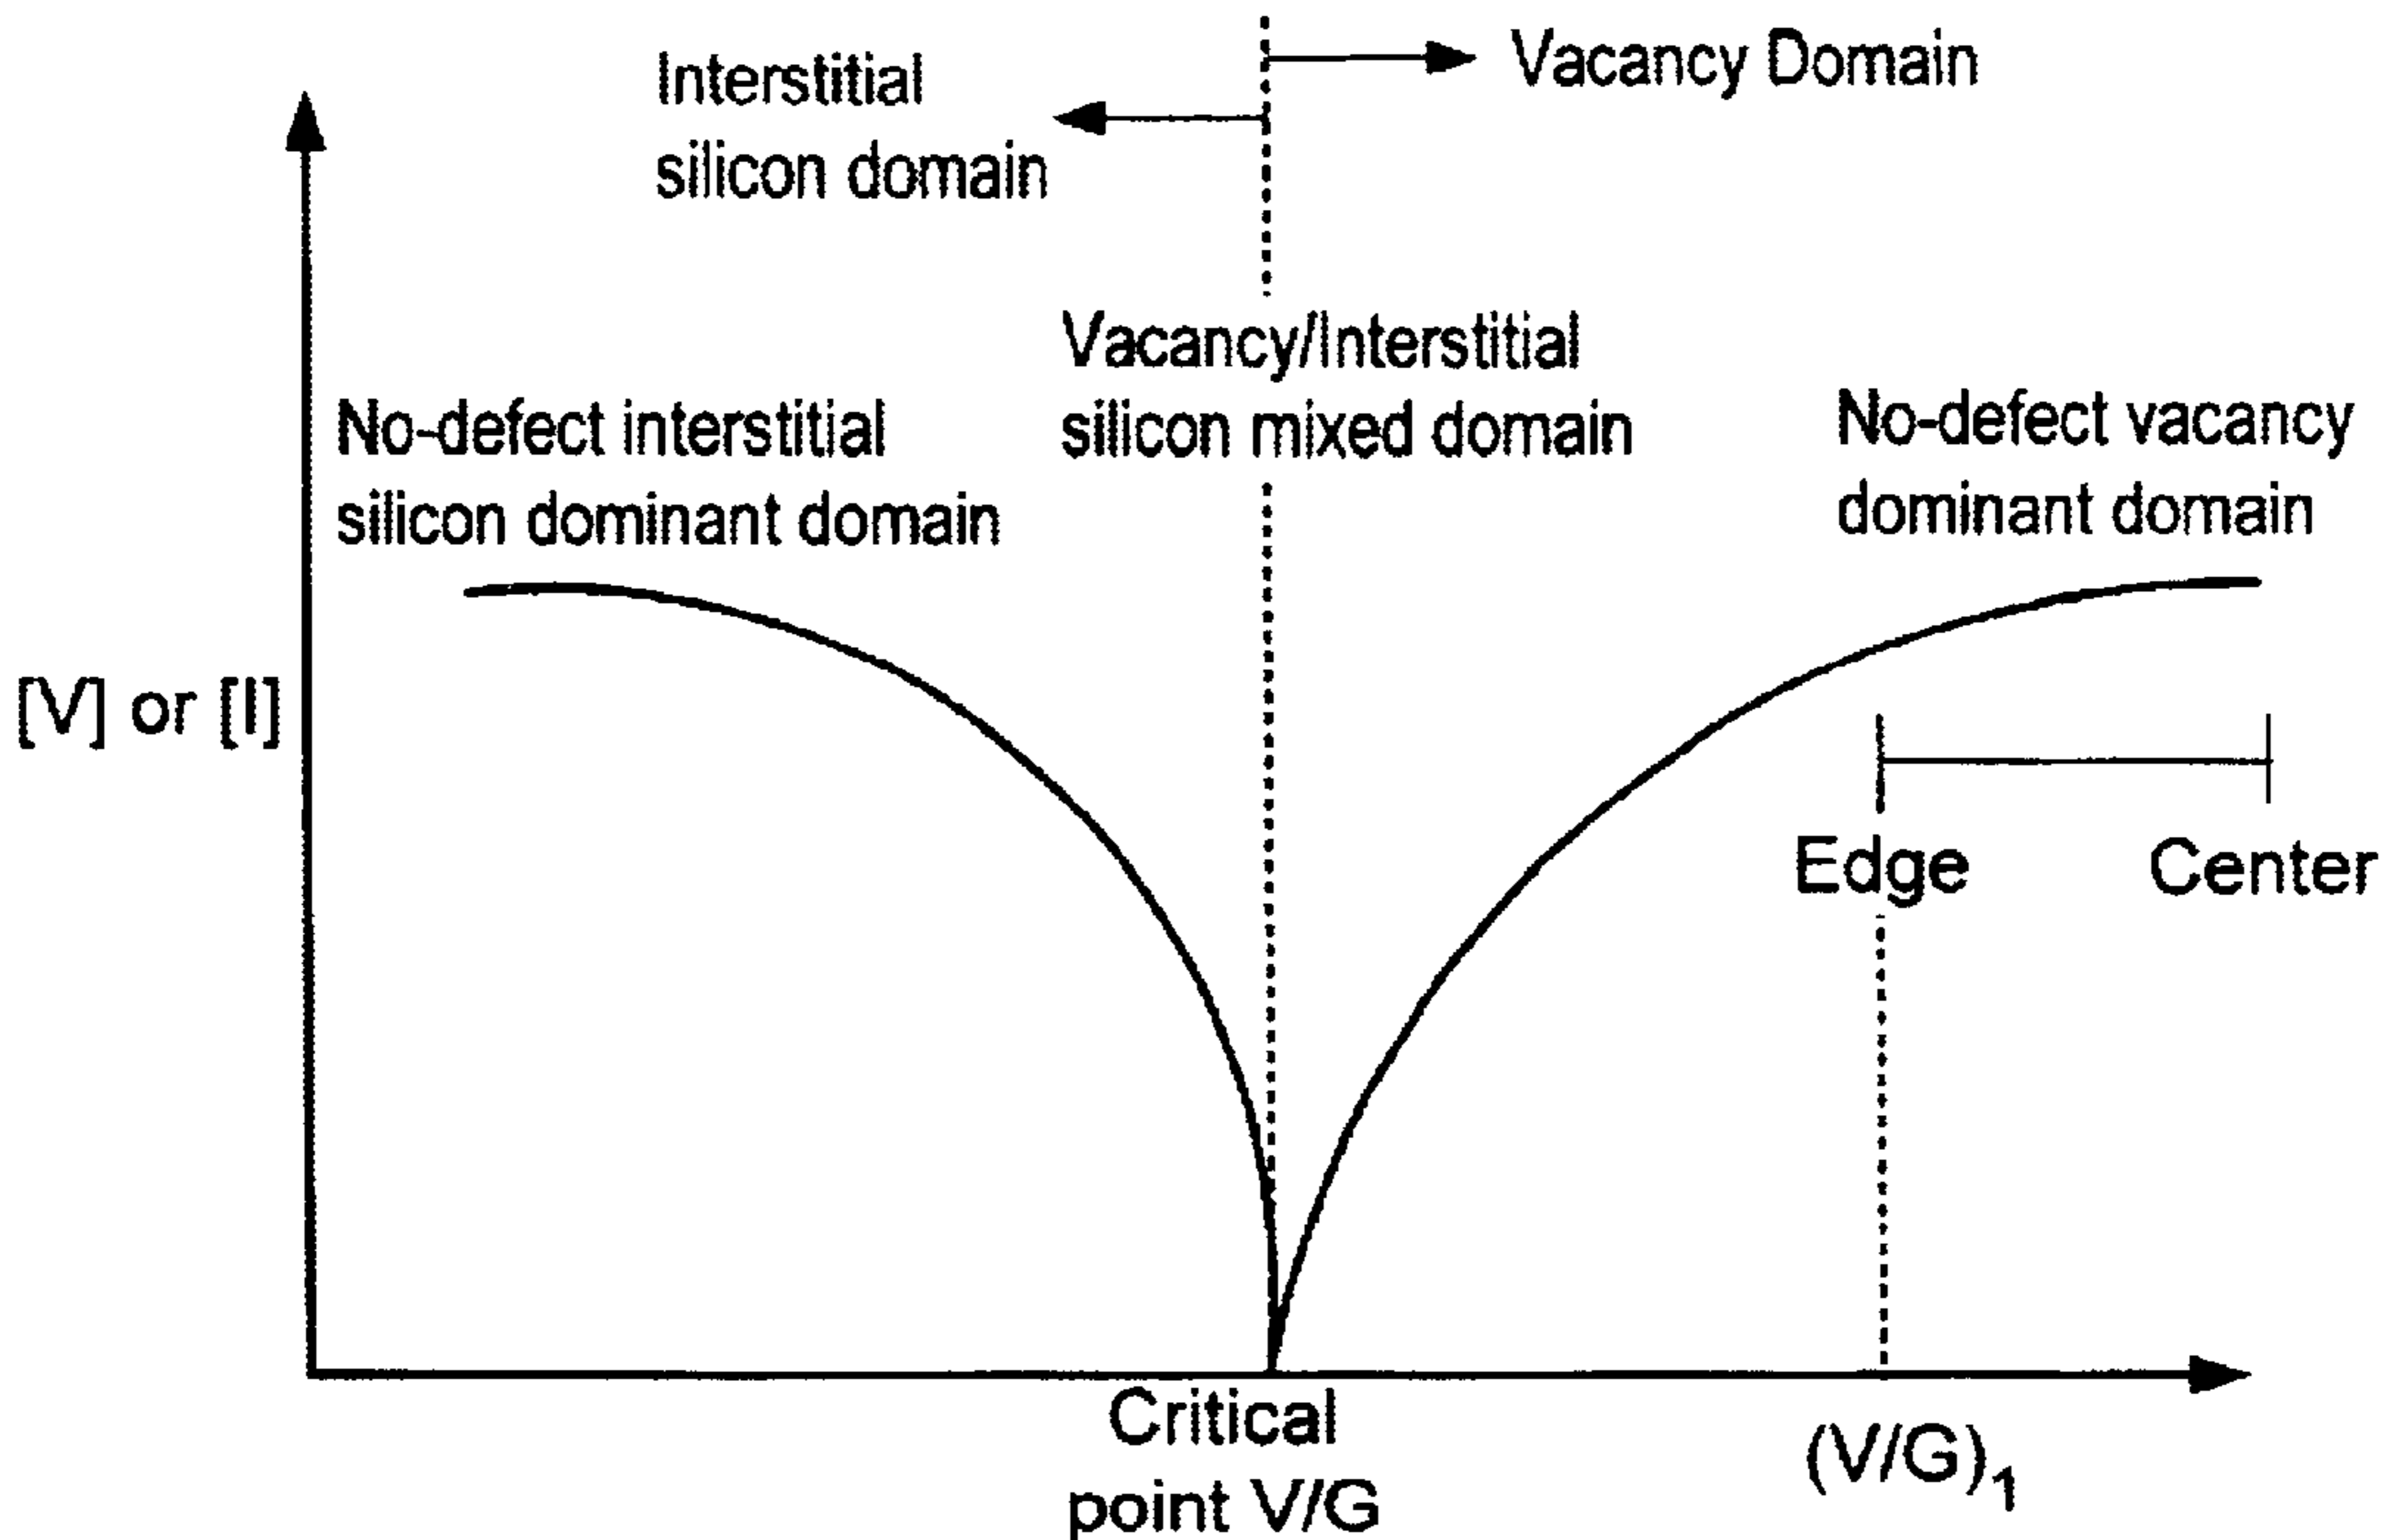 Interstitial
silicon domain
Vacancy Domain
Vacancy/Interstitial
silicon mixed domain
No-defect interstitial
silicon dominant domain
No-defect vacancy
dominant domain
[V] or [I]
Edge
Center
Critical
point V/G
(V/G)1